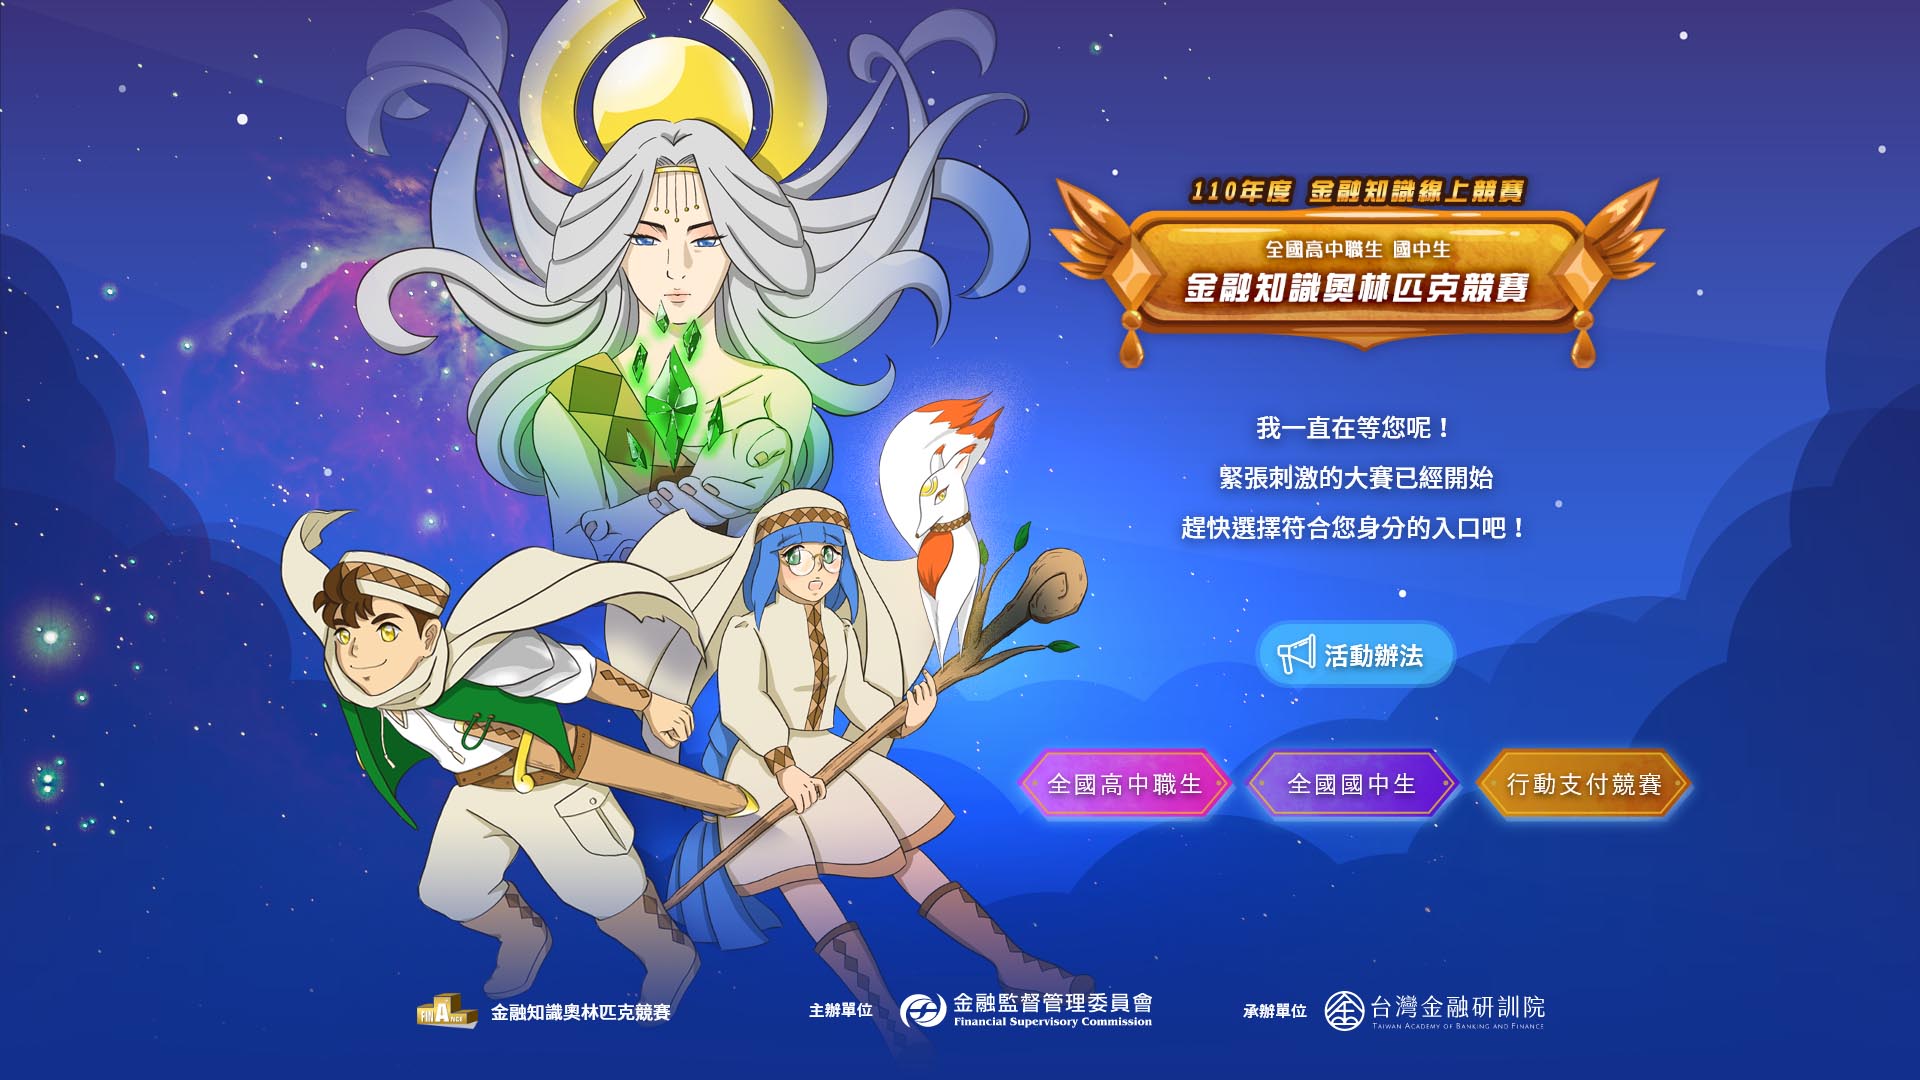 110年度 金融知識線上競賽
全國高中職生 國中生
金融知識奧林匹克競賽
我一直在等您呢！
緊張刺激的大賽已經開始
趕快選擇符合您身分的入口吧！
活動辦法
全國高中職生
全國國中生
行動支付競賽
FINANCE
金融知識奧林匹克競賽
主辦單位
金融監督管理委員會
Financial Supervisory Commission
承辦單位
台灣金融研訓院
TAIWAN ACADEMY OF BANKING AND FINANCE